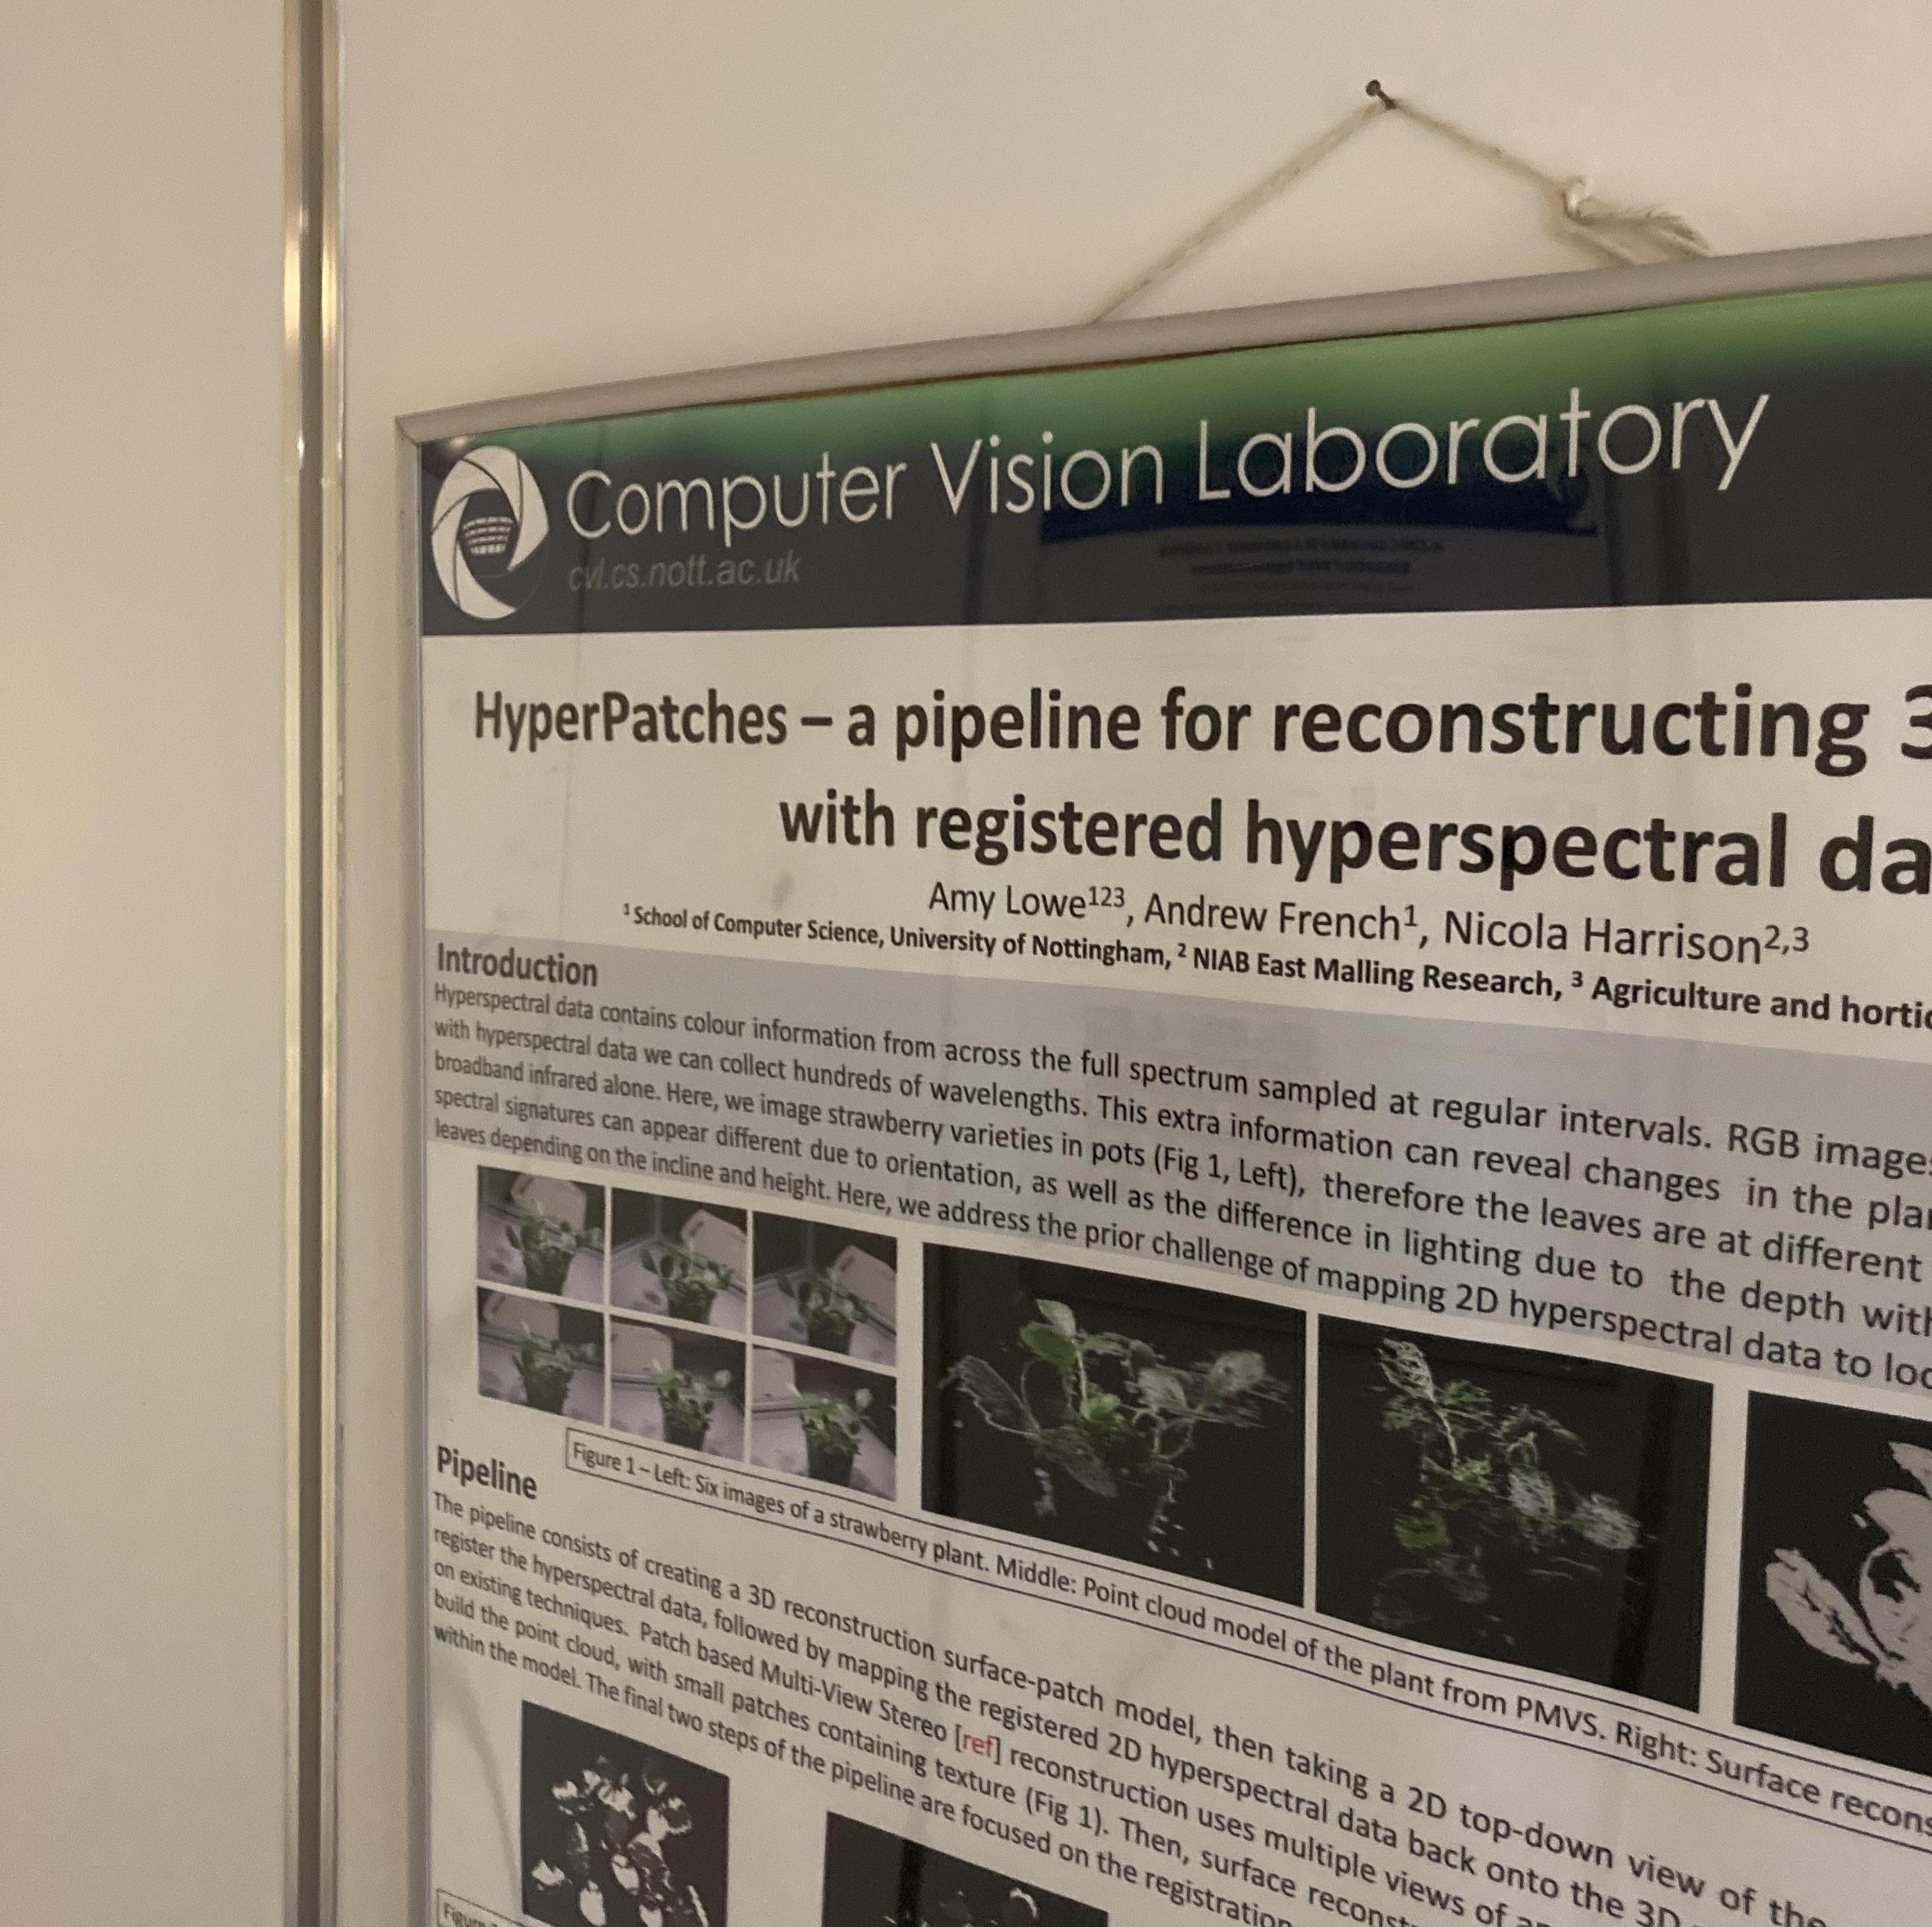 Computer Vision Laboratory
cvl.cs.nott.ac.uk
HyperPatches – a pipeline for reconstructing 3
with registered hyperspectral da
Amy Lowe¹²³, Andrew French¹, Nicola Harrison²,³
¹ School of Computer Science, University of Nottingham, ² NIAB East Malling Research, ³ Agriculture and hortic
Introduction
Hyperspectral data contains colour information from across the full spectrum sampled at regular intervals. RGB images
with hyperspectral data we can collect hundreds of wavelengths. This extra information can reveal changes in the plan
broadband infrared alone. Here, we image strawberry varieties in pots (Fig 1, Left), therefore the leaves are at different
spectral signatures can appear different due to orientation, as well as the difference in lighting due to the depth with
leaves depending on the incline and height. Here, we address the prior challenge of mapping 2D hyperspectral data to loc
Figure 1 – Left: Six images of a strawberry plant. Middle: Point cloud model of the plant from PMVS. Right: Surface recons
Pipeline
The pipeline consists of creating a 3D reconstruction surface-patch model, then taking a 2D top-down view of the
register the hyperspectral data, followed by mapping the registered 2D hyperspectral data back onto the 3D
on existing techniques. Patch based Multi-View Stereo [ref] reconstruction uses multiple views of
build the point cloud, with small patches containing texture (Fig 1). Then, surface reconst
within the model. The final two steps of the pipeline are focused on the registration
Figure